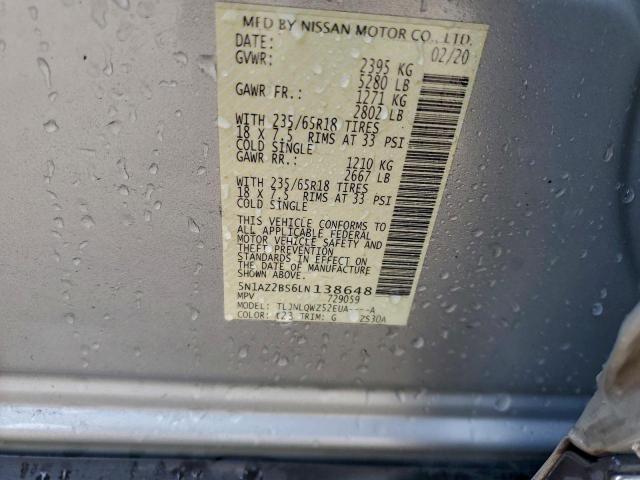 MFD BY NISSAN MOTOR CO., LTD.
DATE: 02/20
GVWR: 2395 KG
5280 LB
GAWR FR.: 1271 KG
2802 LB
WITH 235/65R18 TIRES
18 X 7.5 RIMS AT 33 PSI
COLD SINGLE
GAWR RR.: 1210 KG
2667 LB
WITH 235/65R18 TIRES
18 X 7.5 RIMS AT 33 PSI
COLD SINGLE
THIS VEHICLE CONFORMS TO
ALL APPLICABLE FEDERAL
MOTOR VEHICLE SAFETY AND
THEFT PREVENTION
STANDARDS IN EFFECT ON
THE DATE OF MANUFACTURE
SHOWN ABOVE.
5N1AZ2BS6LN138648
MPV 729059
MODEL: TLJNLQWZ52EUA----A
COLOR: K23 TRIM: G ZS30A